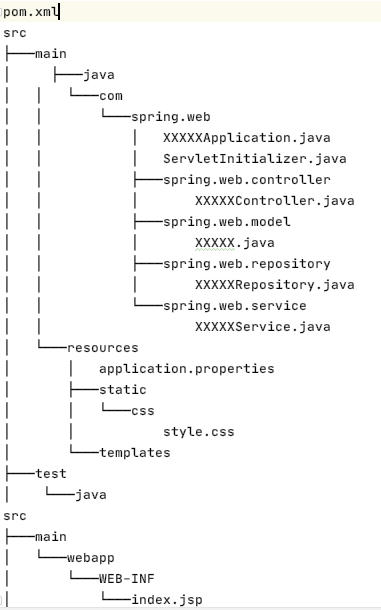 pom.xml
src
├───main
│     ├───java
│   │   └───com
│   │       └───spring.web
│   │           │   XXXXXApplication.java
│   │           │   ServletInitializer.java
│   │           ├───spring.web.controller
│   │           │       XXXXXController.java
│   │           ├───spring.web.model
│   │           │       XXXXX.java
│   │           ├───spring.web.repository
│   │           │       XXXXXRepository.java
│   │           └───spring.web.service
│   │                   XXXXXService.java
│   └───resources
│       │   application.properties
│       ├───static
│       │   └───css
│       │           style.css
│       └───templates
├───test
│    └───java
src
├───main
│   └───webapp
│       └───WEB-INF
│           └───index.jsp